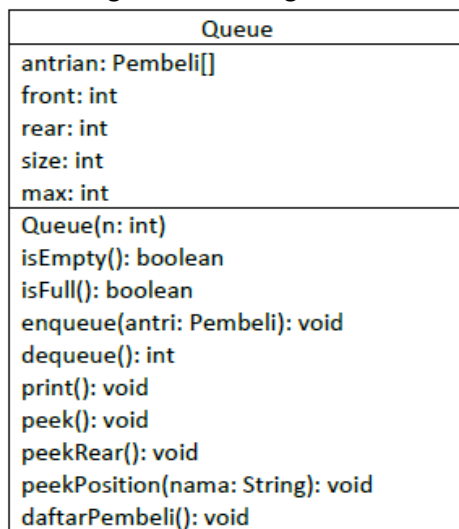 Queue
antrian: Pembeli[]
front: int
rear: int
size: int
max: int
Queue(n: int)
isEmpty(): boolean
isFull(): boolean
enqueue(antri: Pembeli): void
dequeue(): int
print(): void
peek(): void
peekRear(): void
peekPosition(nama: String): void
daftarPembeli(): void